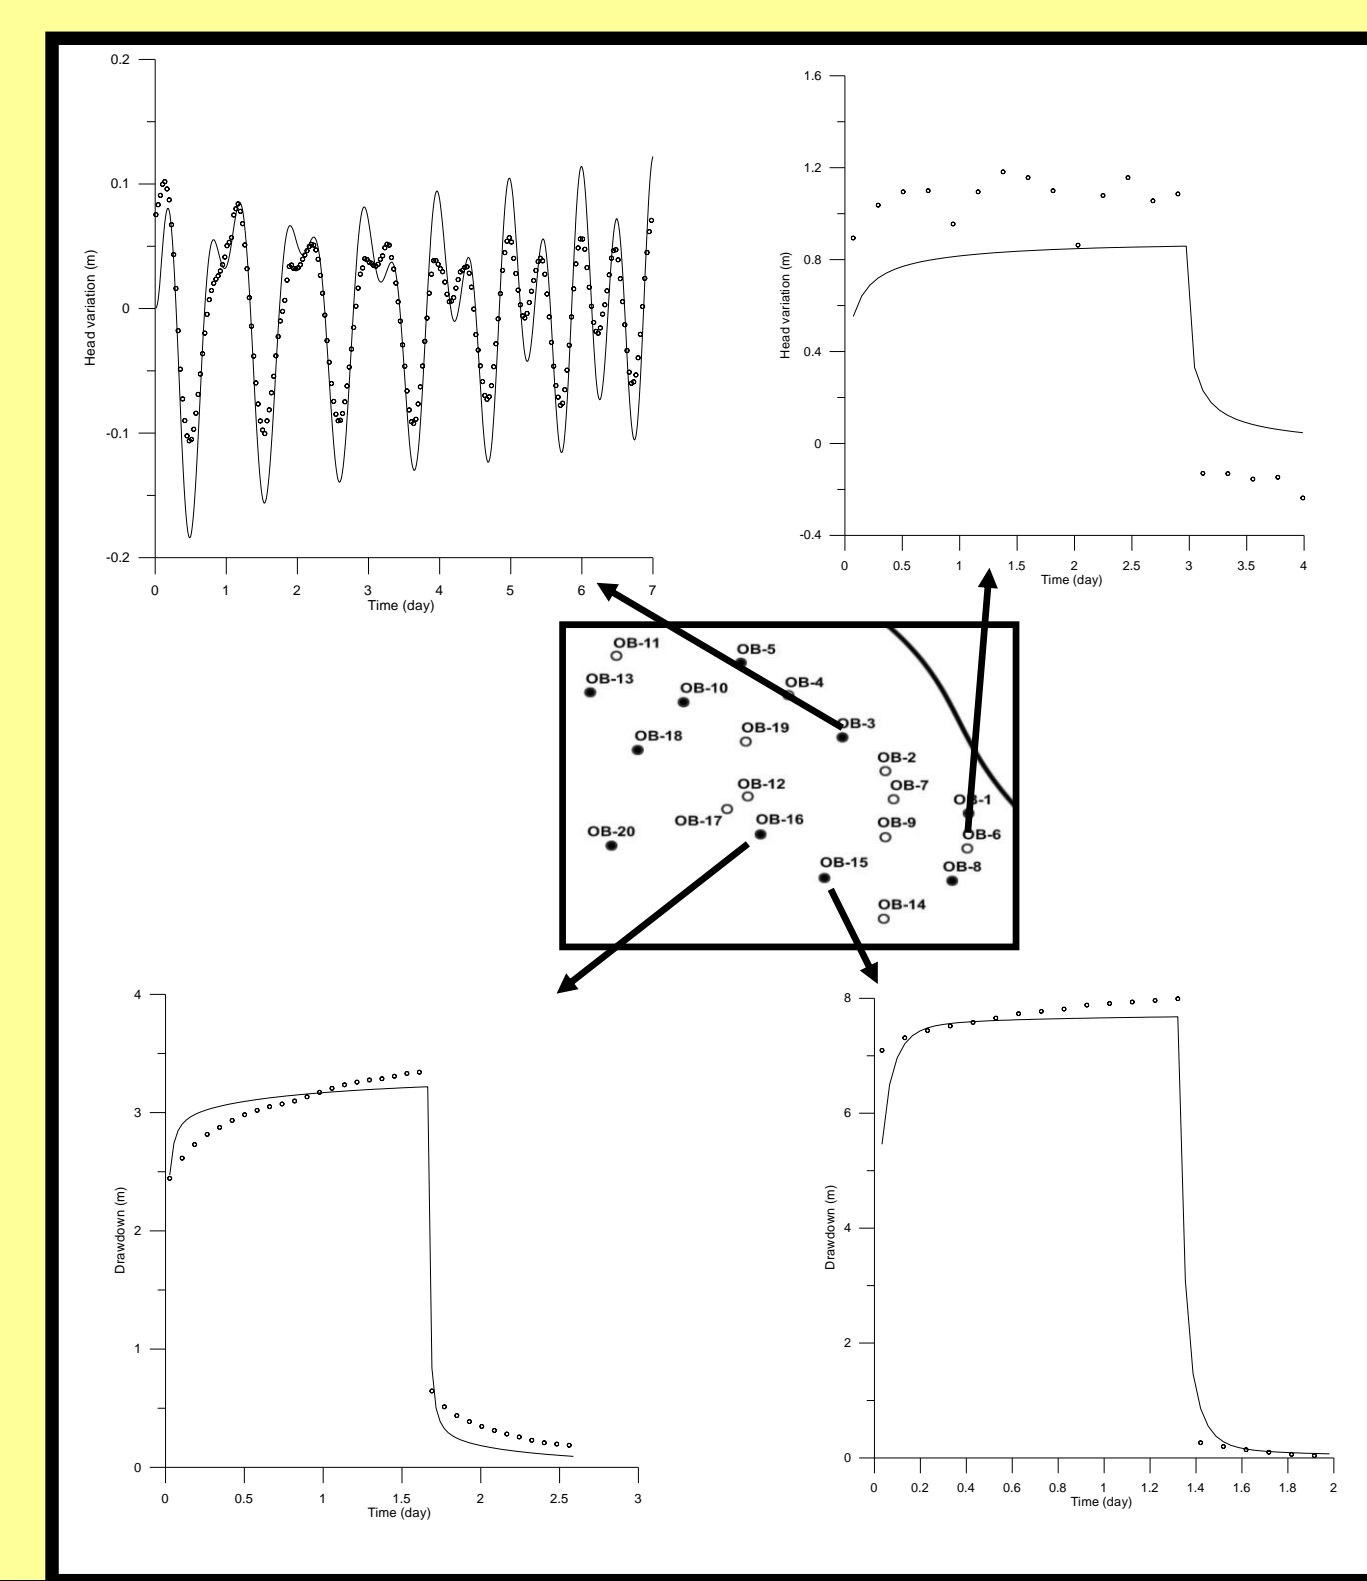 0.2
0.1
0
-0.1
-0.2
Head variation (m)
0 1 2 3 4 5 6 7
Time (day)
1.6
1.2
0.8
0.4
0
-0.4
Head variation (m)
0 0.5 1 1.5 2 2.5 3 3.5 4
Time (day)
OB-11
OB-5
OB-13
OB-10
OB-4
OB-18
OB-19
OB-3
OB-2
OB-12
OB-7
OB-1
OB-17
OB-16
OB-9
OB-6
OB-20
OB-15
OB-8
OB-14
4
3
2
1
0
Drawdown (m)
0 0.5 1 1.5 2 2.5 3
Time (day)
8
6
4
2
0
Drawdown (m)
0 0.2 0.4 0.6 0.8 1 1.2 1.4 1.6 1.8 2
Time (day)